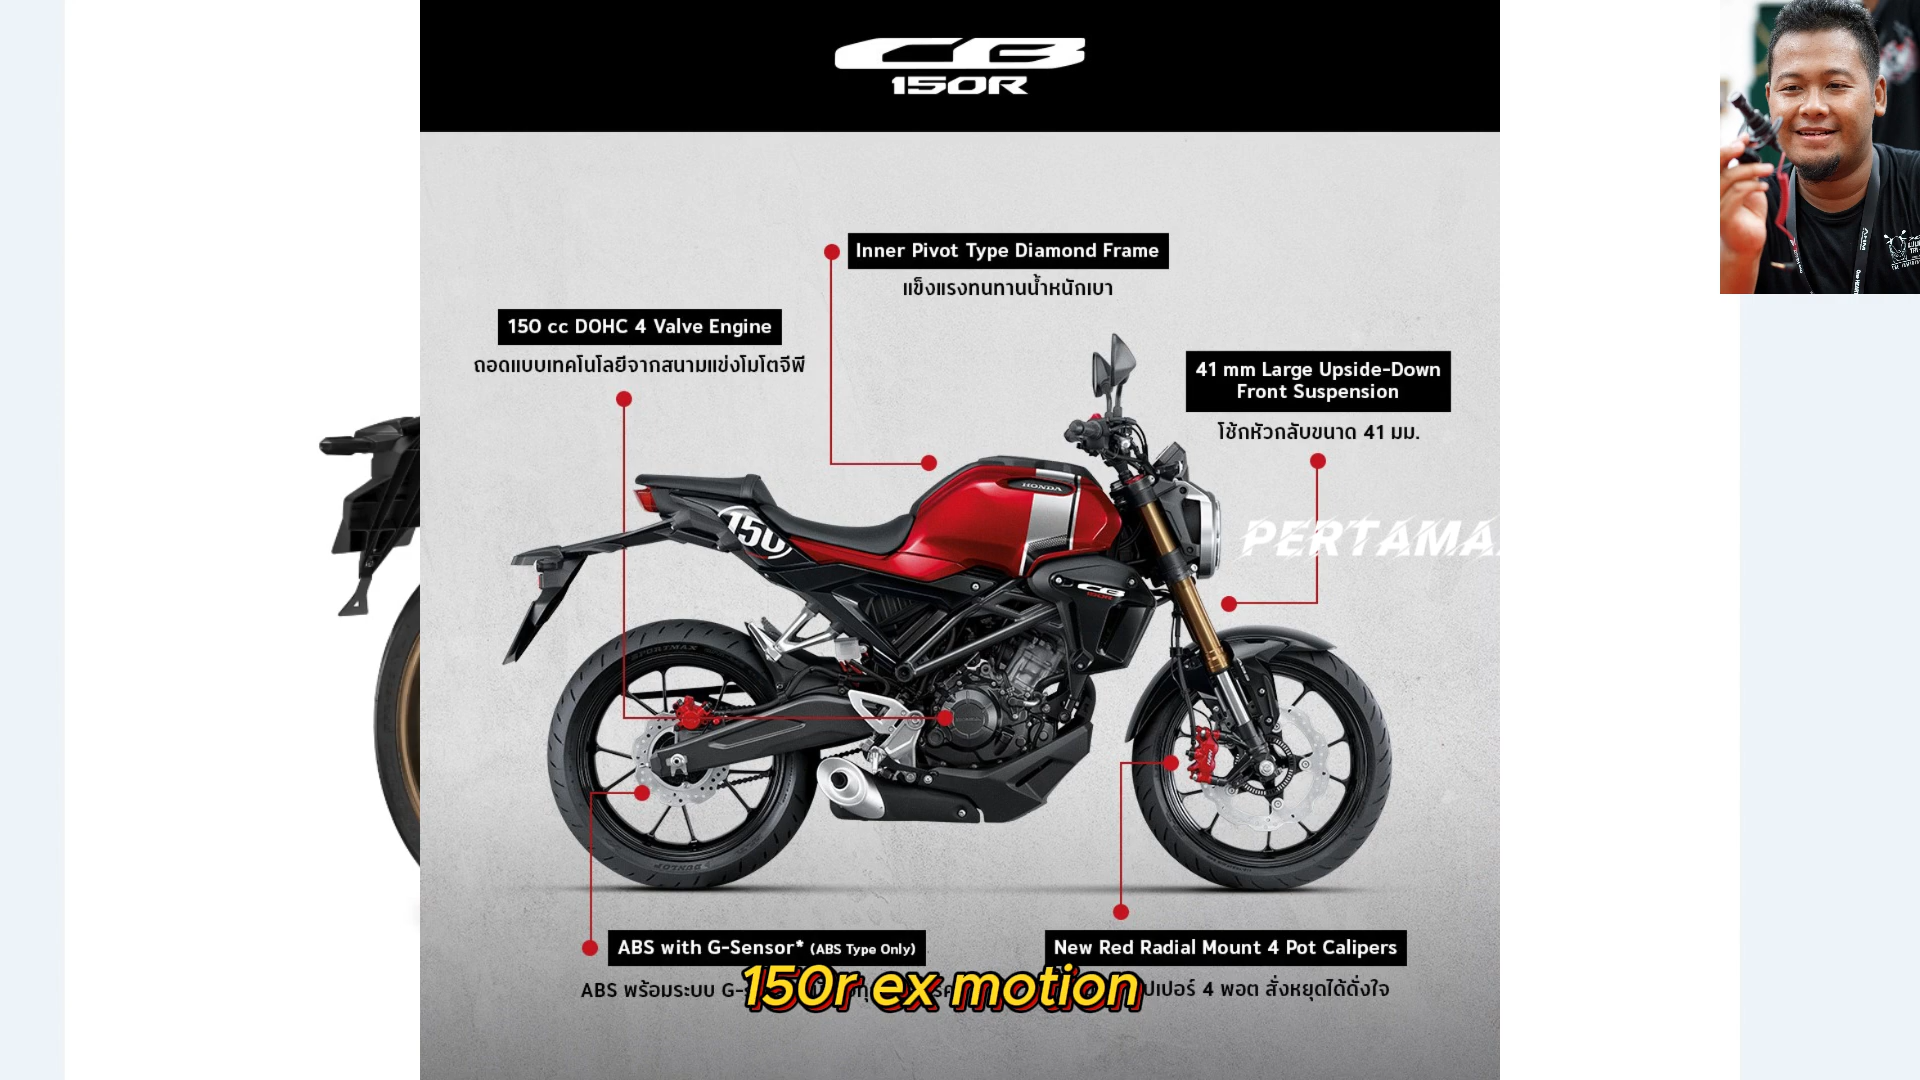 CB
150R
Inner Pivot Type Diamond Frame
แข็งแรงทนทานน้ำหนักเบา
150 cc DOHC 4 Valve Engine
ถอดแบบเทคโนโลยีจากสนามแข่งโมโตจีพี
41 mm Large Upside-Down
Front Suspension
โช้กหัวกลับขนาด 41 มม.
HONDA
150
PERTAMA
CB
150R
SPORTMAX
DUNLOP
ABS with G-Sensor* (ABS Type Only)
New Red Radial Mount 4 Pot Calipers
ABS พร้อมระบบ
4 พอต สั่งหยุดได้ดั่งใจ
150r ex motion